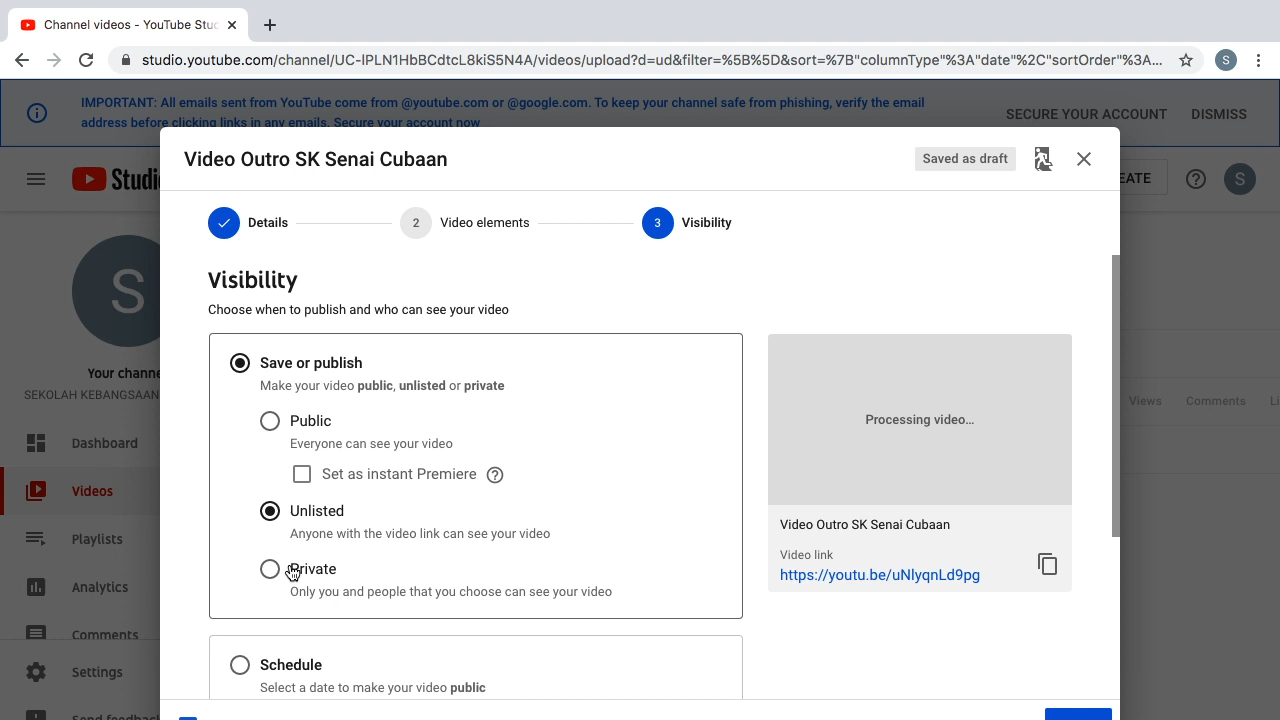 Channel videos - YouTube Stu
studio.youtube.com/channel/UC-IPLN1HbBCdtcL8kiS5N4A/videos/upload?d=ud&filter=%5B%5D&sort=%7B"columnType"%3A"date"%2C"sortOrder"%3A...
S
IMPORTANT: All emails sent from YouTube come from @youtube.com or @google.com. To keep your channel safe from phishing, verify the email
address before clicking links in any emails. Secure your account now
SECURE YOUR ACCOUNT
DISMISS
Video Outro SK Senai Cubaan
Saved as draft
Studi
EATE
S
Details
2
Video elements
3
Visibility
S
Your channe
SEKOLAH KEBANGSAAN
Dashboard
Videos
Playlists
Analytics
Comments
Settings
Send feedbac
Visibility
Choose when to publish and who can see your video
Save or publish
Make your video public, unlisted or private
Public
Everyone can see your video
Set as instant Premiere
Unlisted
Anyone with the video link can see your video
Private
Only you and people that you choose can see your video
Schedule
Select a date to make your video public
Processing video...
Video Outro SK Senai Cubaan
Video link
https://youtu.be/uNlyqnLd9pg
Views
Comments
Li